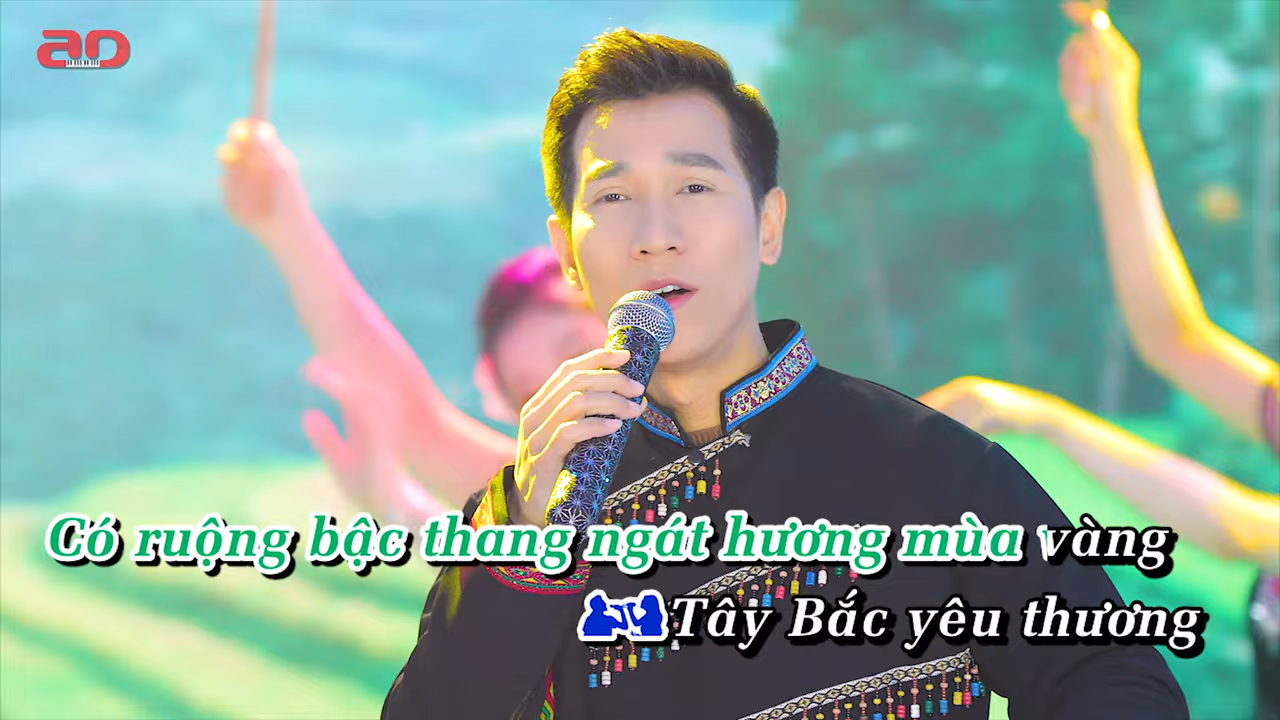 AD
Có ruộng bậc thang ngát hương mùa vàng
Tây Bắc yêu thương